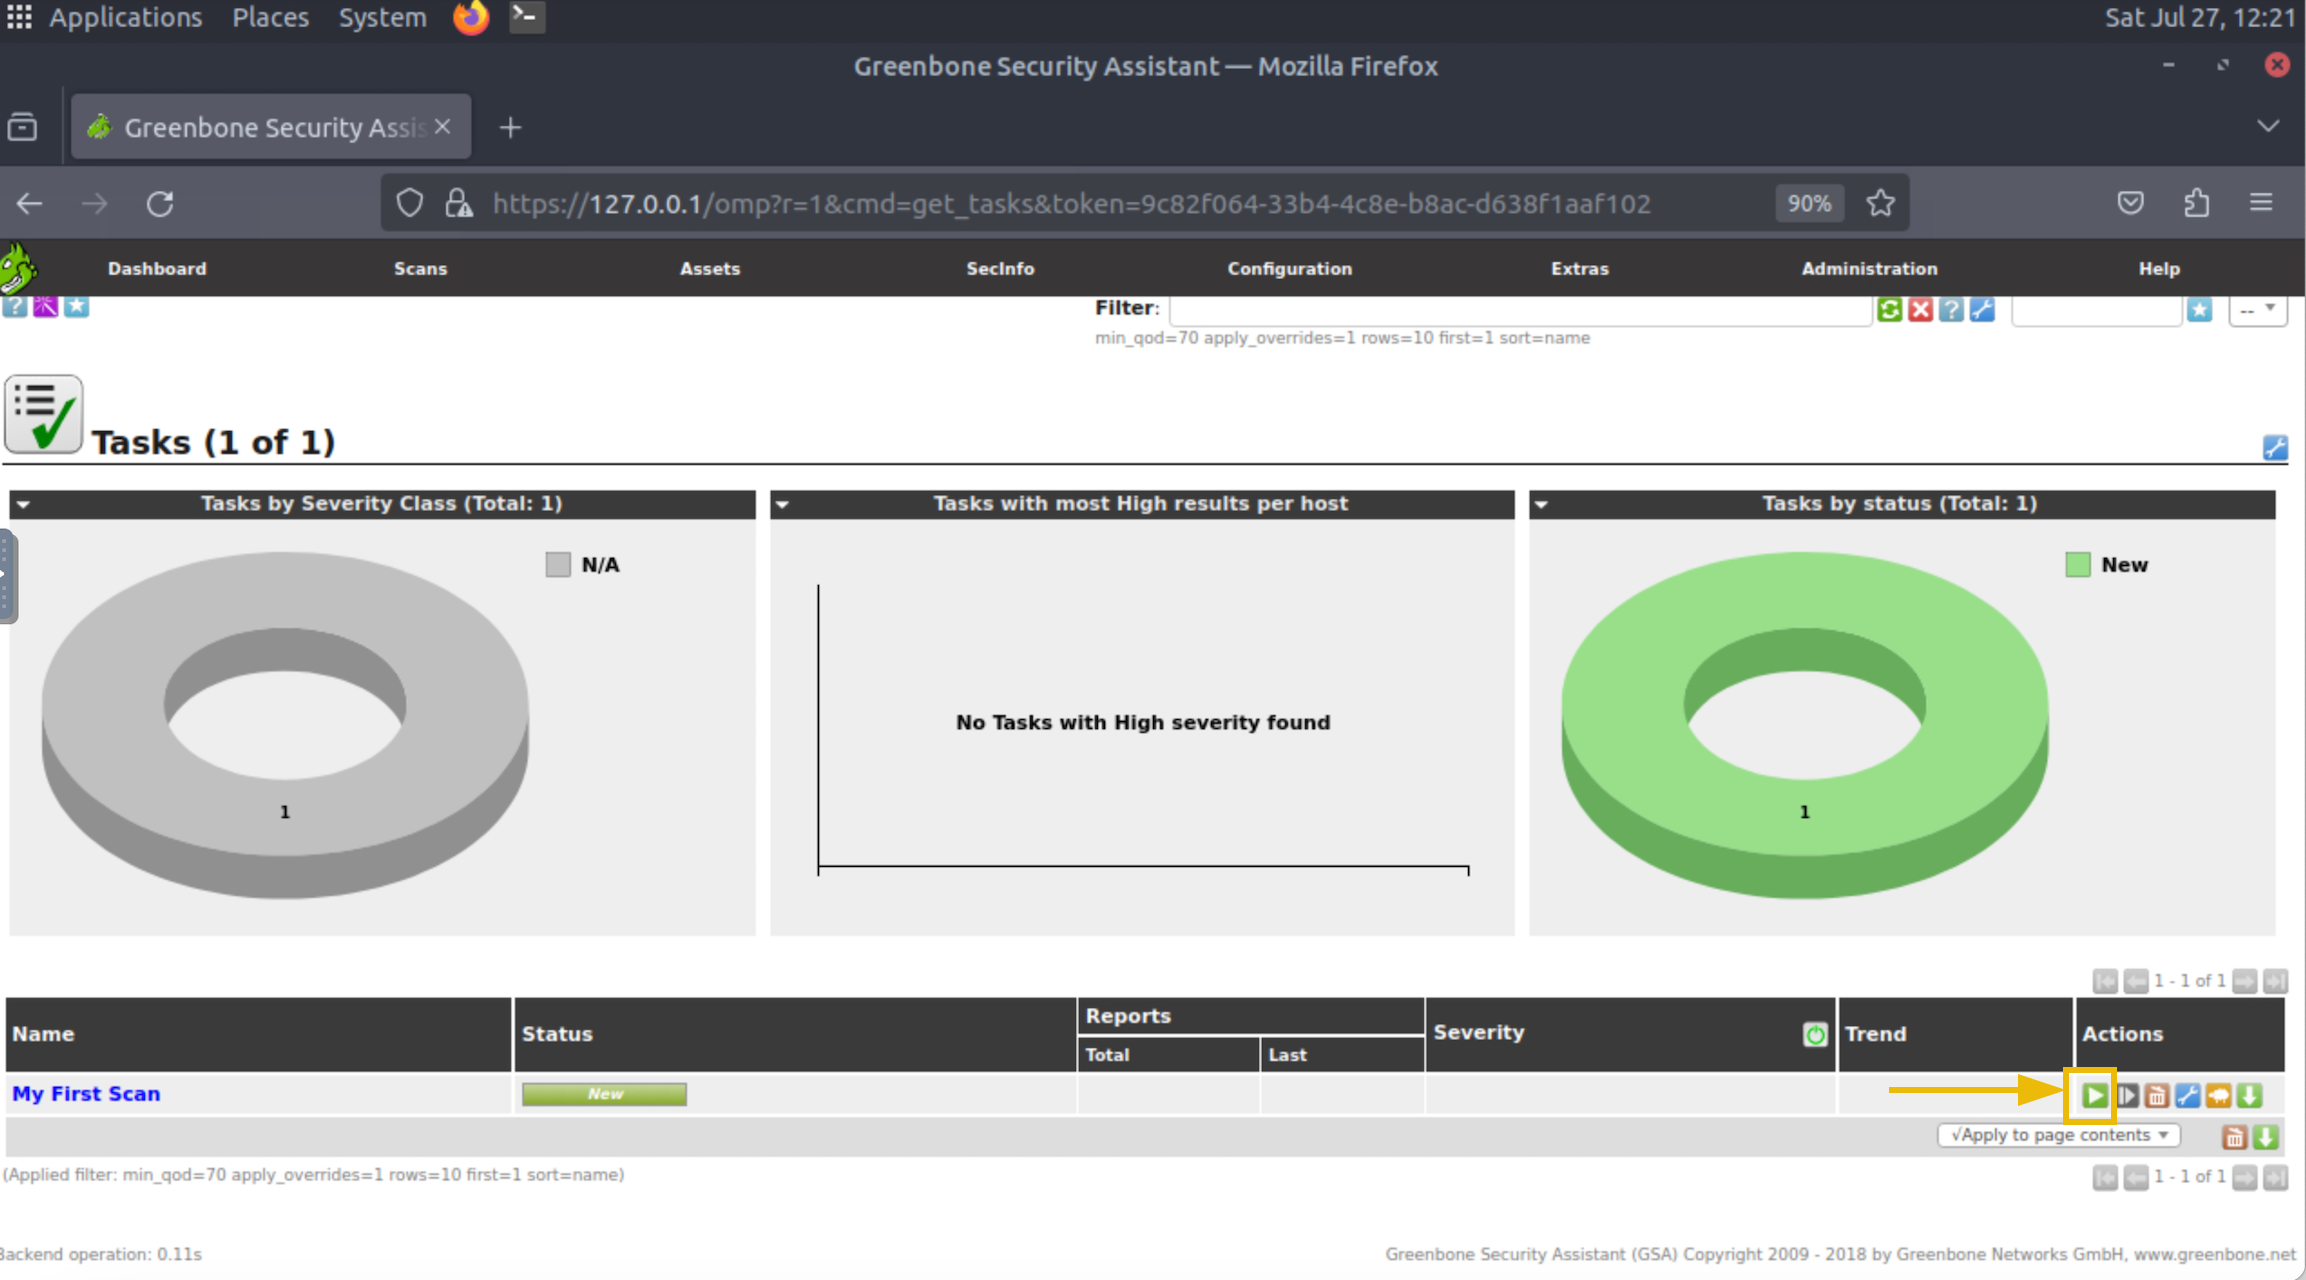 Applications Places System Sat Jul 27, 12:21
Greenbone Security Assistant — Mozilla Firefox
Greenbone Security Assis
https://127.0.0.1/omp?r=1&cmd=get_tasks&token=9c82f064-33b4-4c8e-b8ac-d638f1aaf102 90%
Dashboard Scans Assets SecInfo Configuration Extras Administration Help
Filter: --
min_qod=70 apply_overrides=1 rows=10 first=1 sort=name
Tasks (1 of 1)
Tasks by Severity Class (Total: 1)
N/A
1
Tasks with most High results per host
No Tasks with High severity found
Tasks by status (Total: 1)
New
1
1 - 1 of 1
Name Status Reports Severity Trend Actions
Total Last
My First Scan New
√Apply to page contents
(Applied filter: min_qod=70 apply_overrides=1 rows=10 first=1 sort=name) 1 - 1 of 1
Backend operation: 0.11s Greenbone Security Assistant (GSA) Copyright 2009 - 2018 by Greenbone Networks GmbH, www.greenbone.net